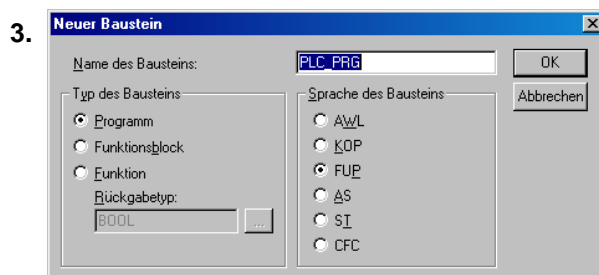 3.
Neuer Baustein
Name des Bausteins:
PLC_PRG
OK
Abbrechen
Typ des Bausteins
Programm
Funktionsblock
Funktion
Rückgabetyp:
BOOL
...
Sprache des Bausteins
AWL
KOP
FUP
AS
ST
CFC